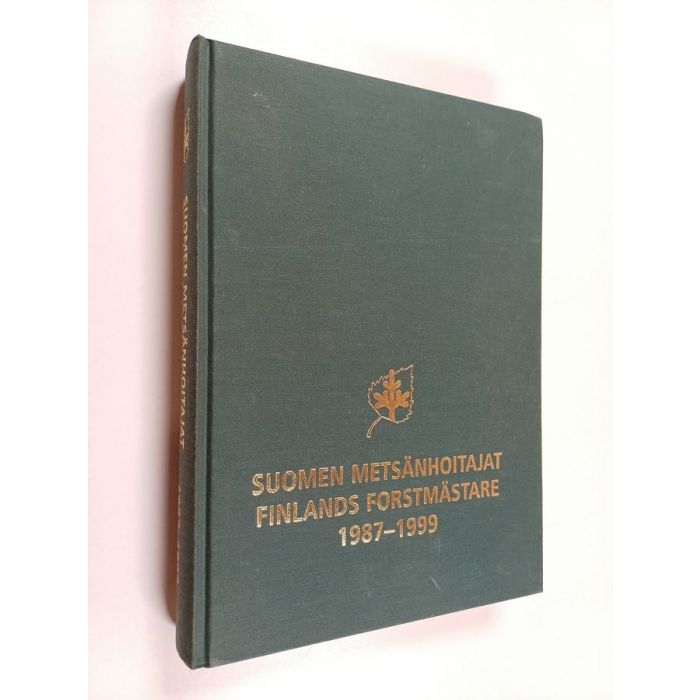 SUOMEN METSÄNHOITAJAT
SUOMEN METSÄNHOITAJAT
FINLANDS FORSTMÄSTARE
1987–1999